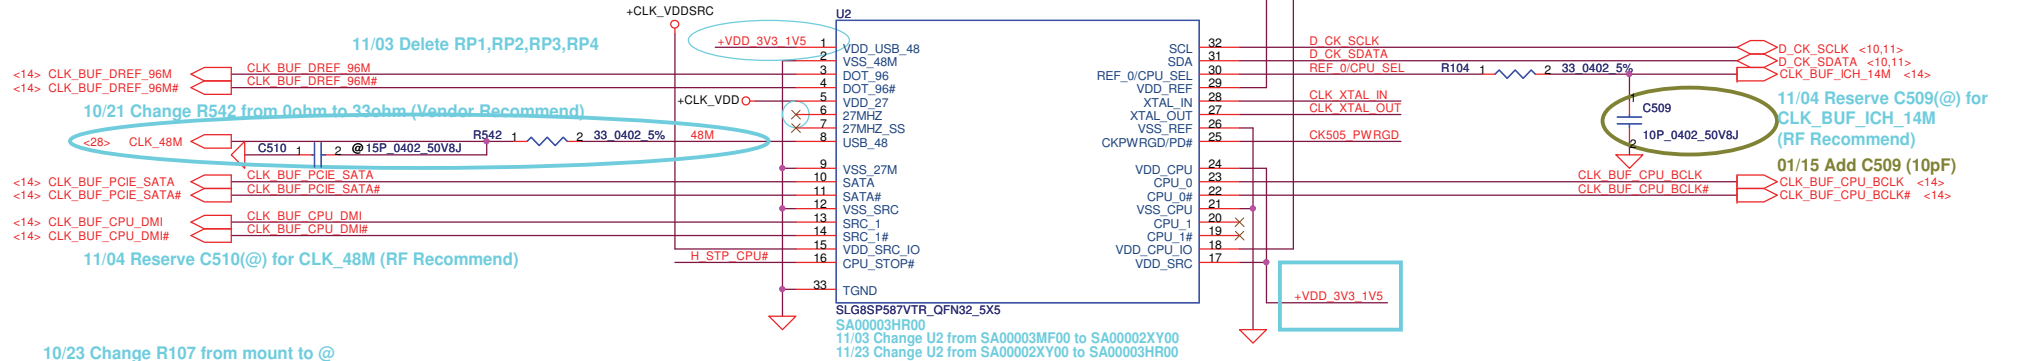 +CLK_VDDSRC
U2
11/03 Delete RP1,RP2,RP3,RP4
+VDD_3V3_1V5 1 VDD_USB_48
2 VSS_48M
<14> CLK_BUF_DREF_96M CLK_BUF_DREF_96M 3 DOT_96
<14> CLK_BUF_DREF_96M# CLK_BUF_DREF_96M# 4 DOT_96#
+CLK_VDD 5 VDD_27
10/21 Change R542 from 0ohm to 33ohm (Vendor Recommend)
6 27MHZ
7 27MHZ_SS
<28> CLK_48M R542 1 2 33_0402_5% 48M 8 USB_48
C510 1 2 @ 15P_0402_50V8J
9 VSS_27M
<14> CLK_BUF_PCIE_SATA CLK_BUF_PCIE_SATA 10 SATA
<14> CLK_BUF_PCIE_SATA# CLK_BUF_PCIE_SATA# 11 SATA#
12 VSS_SRC
<14> CLK_BUF_CPU_DMI CLK_BUF_CPU_DMI 13 SRC_1
<14> CLK_BUF_CPU_DMI# CLK_BUF_CPU_DMI# 14 SRC_1#
15 VDD_SRC_IO
H_STP_CPU# 16 CPU_STOP#
11/04 Reserve C510(@) for CLK_48M (RF Recommend)
33 TGND
SCL 32 D_CK_SCLK D_CK_SCLK <10,11>
SDA 31 D_CK_SDATA D_CK_SDATA <10,11>
REF_0/CPU_SEL 30 REF_0/CPU_SEL R104 1 2 33_0402_5% CLK_BUF_ICH_14M <14>
VDD_REF 29
XTAL_IN 28 CLK_XTAL_IN
XTAL_OUT 27 CLK_XTAL_OUT
VSS_REF 26
CKPWRGD/PD# 25 CK505_PWRGD
1
C509
10P_0402_50V8J
2
11/04 Reserve C509(@) for
CLK_BUF_ICH_14M
(RF Recommend)
01/15 Add C509 (10pF)
VDD_CPU 24
CPU_0 23 CLK_BUF_CPU_BCLK CLK_BUF_CPU_BCLK <14>
CPU_0# 22 CLK_BUF_CPU_BCLK# CLK_BUF_CPU_BCLK# <14>
VSS_CPU 21
CPU_1 20
CPU_1# 19
VDD_CPU_IO 18
VDD_SRC 17
+VDD_3V3_1V5
SLG8SP587VTR_QFN32_5X5
SA00003HR00
11/03 Change U2 from SA00003MF00 to SA00002XY00
11/23 Change U2 from SA00002XY00 to SA00003HR00
10/23 Change R107 from mount to @